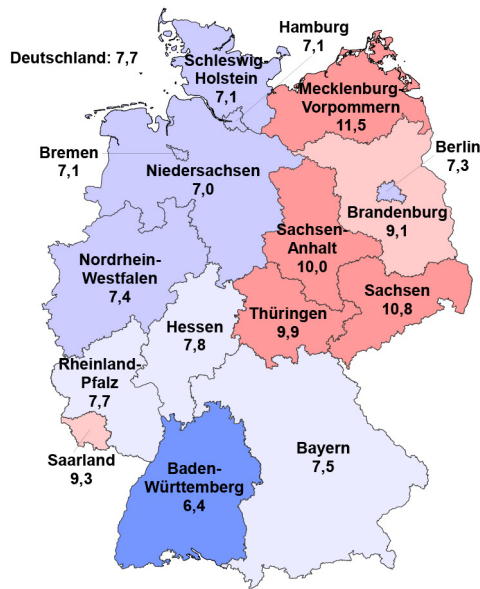 Hamburg
7,1
Deutschland: 7,7
Schleswig-
Holstein
7,1
Mecklenburg-
Vorpommern
11,5
Bremen
7,1
Berlin
7,3
Niedersachsen
7,0
Brandenburg
9,1
Sachsen-
Anhalt
10,0
Nordrhein-
Westfalen
7,4
Sachsen
10,8
Thüringen
9,9
Hessen
7,8
Rheinland-
Pfalz
7,7
Saarland
9,3
Bayern
7,5
Baden-
Württemberg
6,4